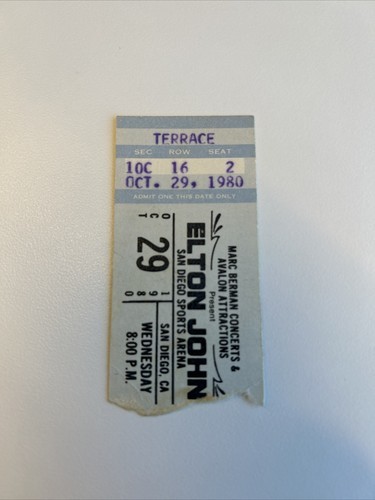 TERRACE
SEC ROW SEAT
10C 16 2
OCT. 29, 1980
ADMIT ONE THIS DATE ONLY
MARC BERMAN CONCERTS &
AVALON ATTRACTIONS
Present
ELTON JOHN
SAN DIEGO SPORTS ARENA
OCT
29
1980
SAN DIEGO, CA
WEDNESDAY
8:00 P.M.